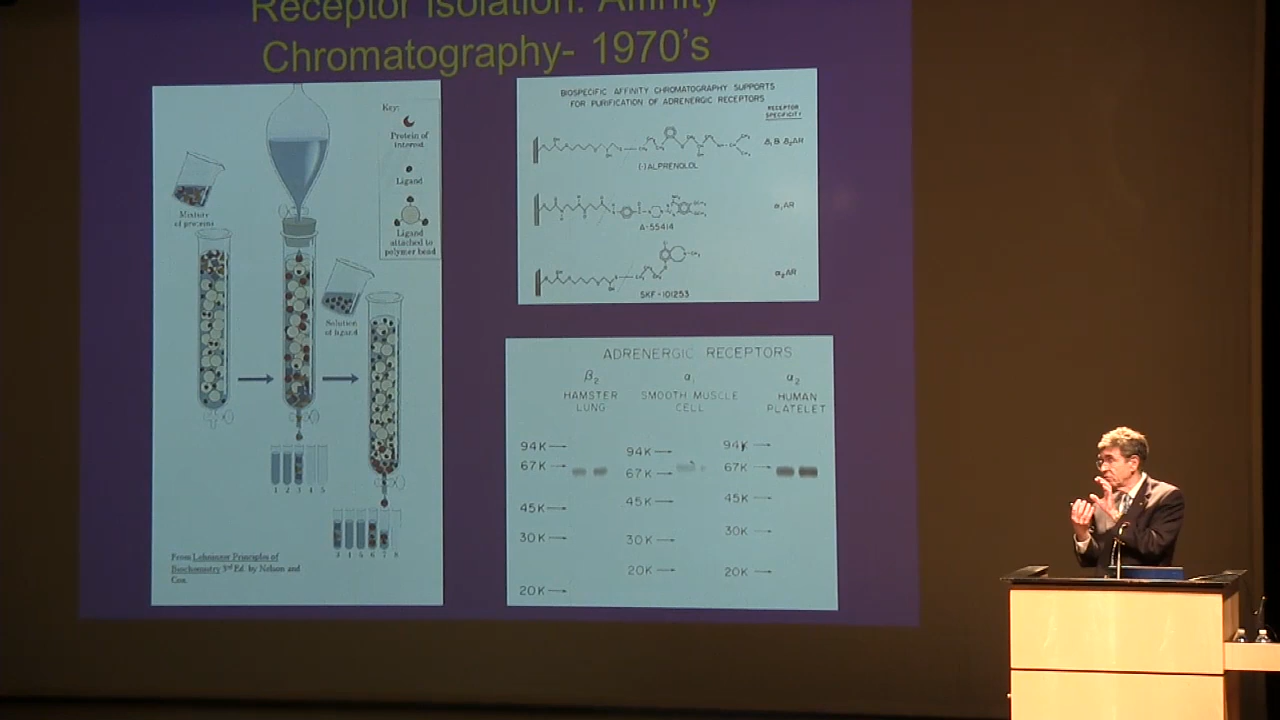 Receptor Isolation: Affinity
Chromatography- 1970's
Key:
Protein of
interest
Ligand
Ligand
attached to
polymer bead
Mixture
of proteins
Solution
of ligand
1 2 3 4 5
3 4 5 6 7 8
From Lehninger Principles of
Biochemistry 3rd Ed. by Nelson and
Cox.
BIOSPECIFIC AFFINITY CHROMATOGRAPHY SUPPORTS
FOR PURIFICATION OF ADRENERGIC RECEPTORS
RECEPTOR
SPECIFICITY
(-) ALPRENOLOL
A-55414
α₁AR
SKF-101253
α₂AR
ADRENERGIC RECEPTORS
β₂ α₁ α₂
HAMSTER
LUNG
SMOOTH MUSCLE
CELL
HUMAN
PLATELET
94K
67K
45K
30K
20K
94K
67K
45K
30K
20K
94K
67K
45K
30K
20K